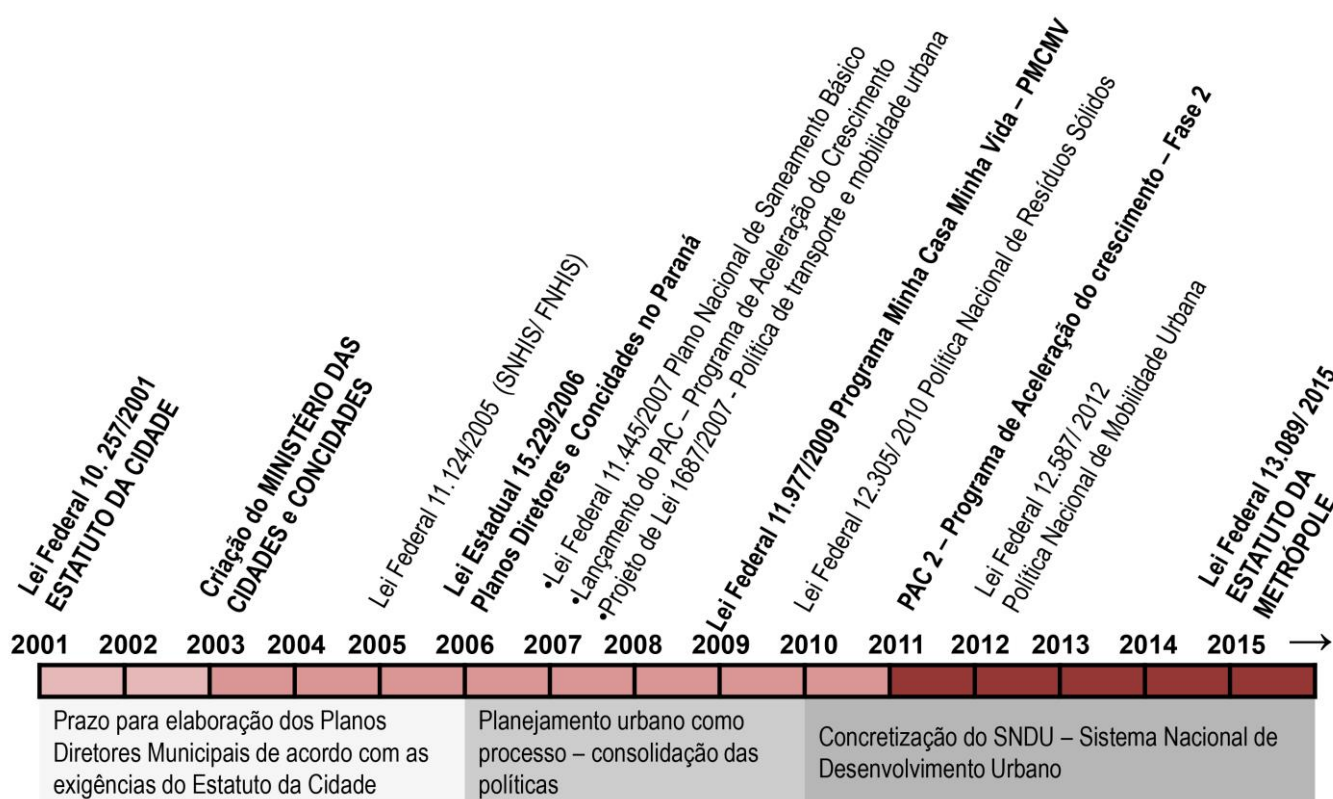 Lei Federal 10. 257/2001
ESTATUTO DA CIDADE
Criação do MINISTÉRIO DAS
CIDADES e CONCIDADES
Lei Federal 11.124/2005 (SNHIS/ FNHIS)
Lei Estadual 15.229/2006
Planos Diretores e Concidades no Paraná
•Lei Federal 11.445/2007 Plano Nacional de Saneamento Básico
•Lançamento do PAC – Programa de Aceleração do Crescimento
•Projeto de Lei 1687/2007 - Política de transporte e mobilidade urbana
Lei Federal 11.977/2009 Programa Minha Casa Minha Vida – PMCMV
Lei Federal 12.305/ 2010 Política Nacional de Resíduos Sólidos
PAC 2 – Programa de Aceleração do crescimento – Fase 2
Lei Federal 12.587/ 2012
Política Nacional de Mobilidade Urbana
Lei Federal 13.089/ 2015
ESTATUTO DA
METRÓPOLE
2001 2002 2003 2004 2005 2006 2007 2008 2009 2010 2011 2012 2013 2014 2015 →
Prazo para elaboração dos Planos
Diretores Municipais de acordo com as
exigências do Estatuto da Cidade
Planejamento urbano como
processo – consolidação das
políticas
Concretização do SNDU – Sistema Nacional de
Desenvolvimento Urbano